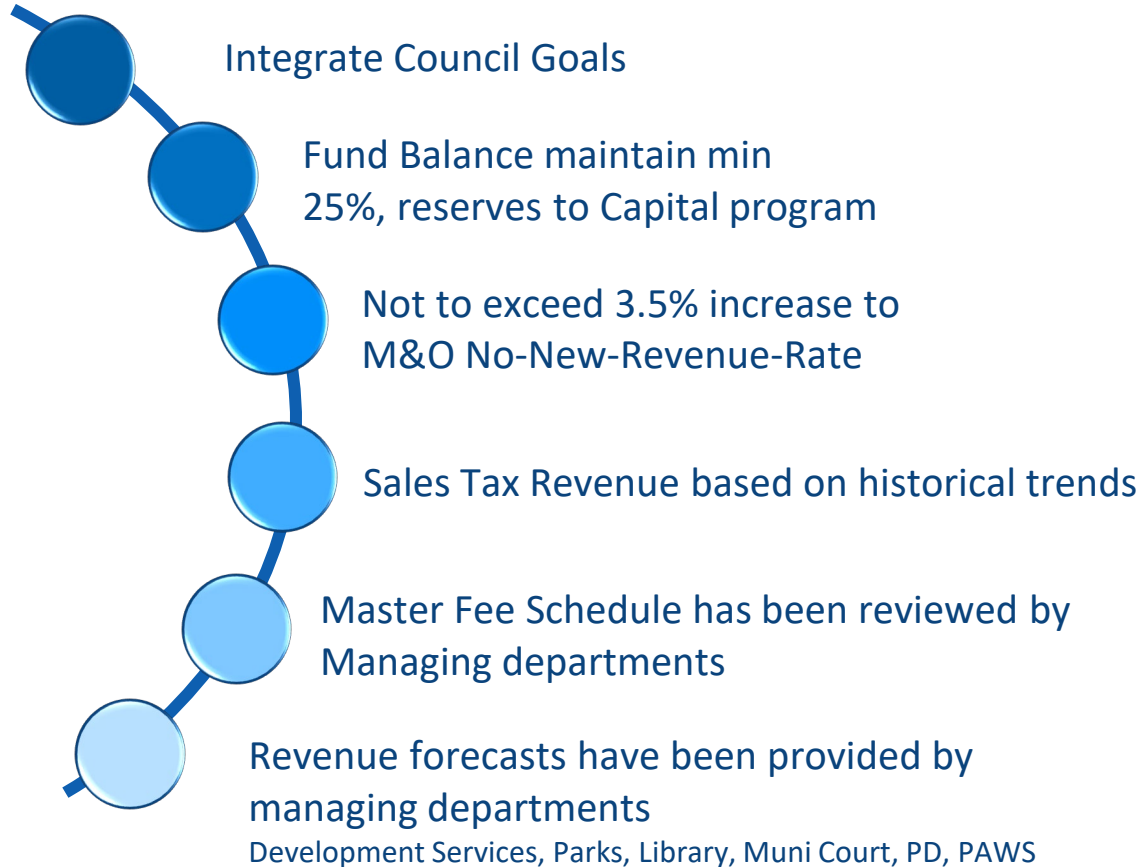 Integrate Council Goals
Fund Balance maintain min
25%, reserves to Capital program
Not to exceed 3.5% increase to
M&O No-New-Revenue-Rate
Sales Tax Revenue based on historical trends
Master Fee Schedule has been reviewed by
Managing departments
Revenue forecasts have been provided by
managing departments
Development Services, Parks, Library, Muni Court, PD, PAWS